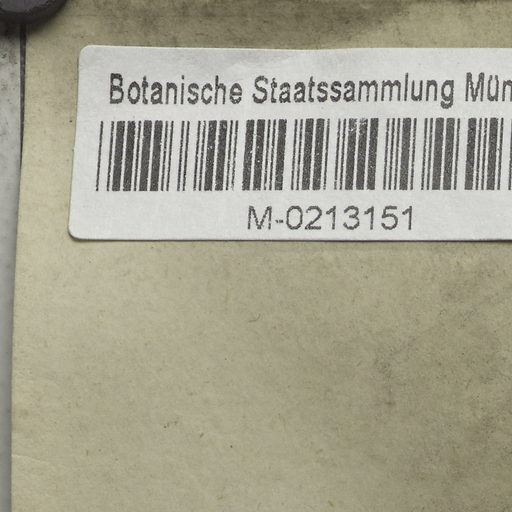 Botanische Staatssammlung Mün
M-0213151